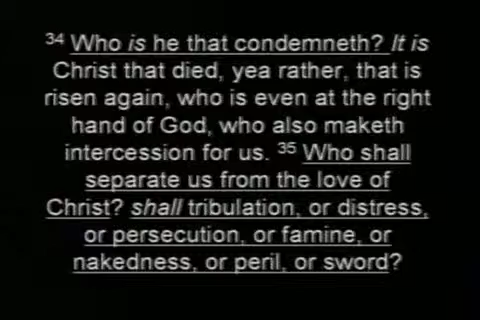 34 Who is he that condemneth? It is
Christ that died, yea rather, that is
risen again, who is even at the right
hand of God, who also maketh
intercession for us. 35 Who shall
separate us from the love of
Christ? shall tribulation, or distress,
or persecution, or famine, or
nakedness, or peril, or sword?